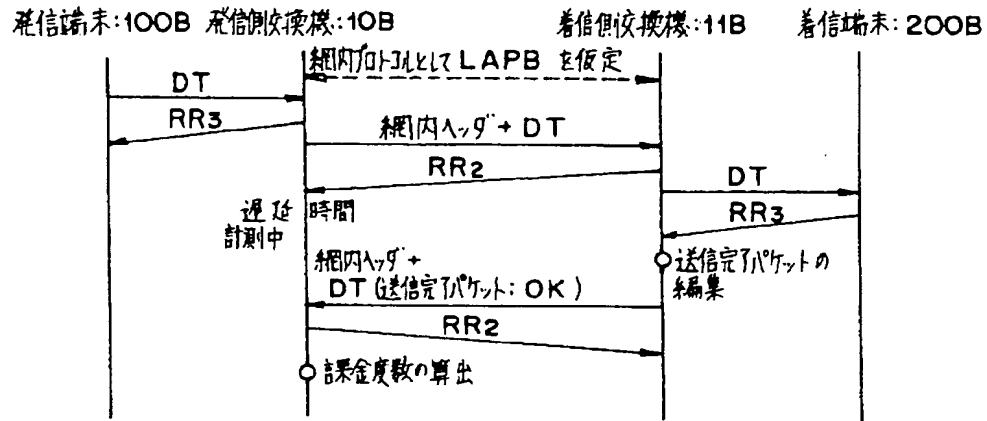 発信端末:100B 発信側交換機:10B 着信側交換機:11B 着信端末:200B
網内プロトコルとしてLAPB を仮定
DT
RR3
網内ヘッダ+DT
RR2
DT
RR3
遅延時間
計測中
送信完了パケットの
編集
網内ヘッダ+
DT(送信完了パケット:OK)
RR2
課金度数の算出